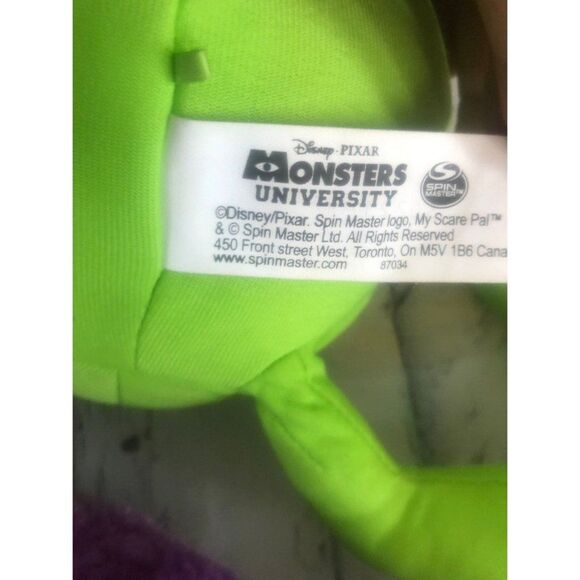 Disney · PIXAR
MONSTERS
UNIVERSITY
SPIN
MASTER™
©Disney/Pixar. Spin Master logo, My Scare Pal™
& © Spin Master Ltd. All Rights Reserved
450 Front street West, Toronto, On M5V 1B6 Cana
www.spinmaster.com 87034